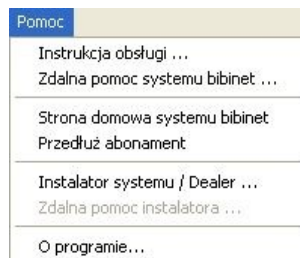 Pomoc
Instrukcja obsługi ...
Zdalna pomoc systemu bibinet ...
Strona domowa systemu bibinet
Przedłuż abonament
Instalator systemu / Dealer ...
Zdalna pomoc instalatora ...
O programie...